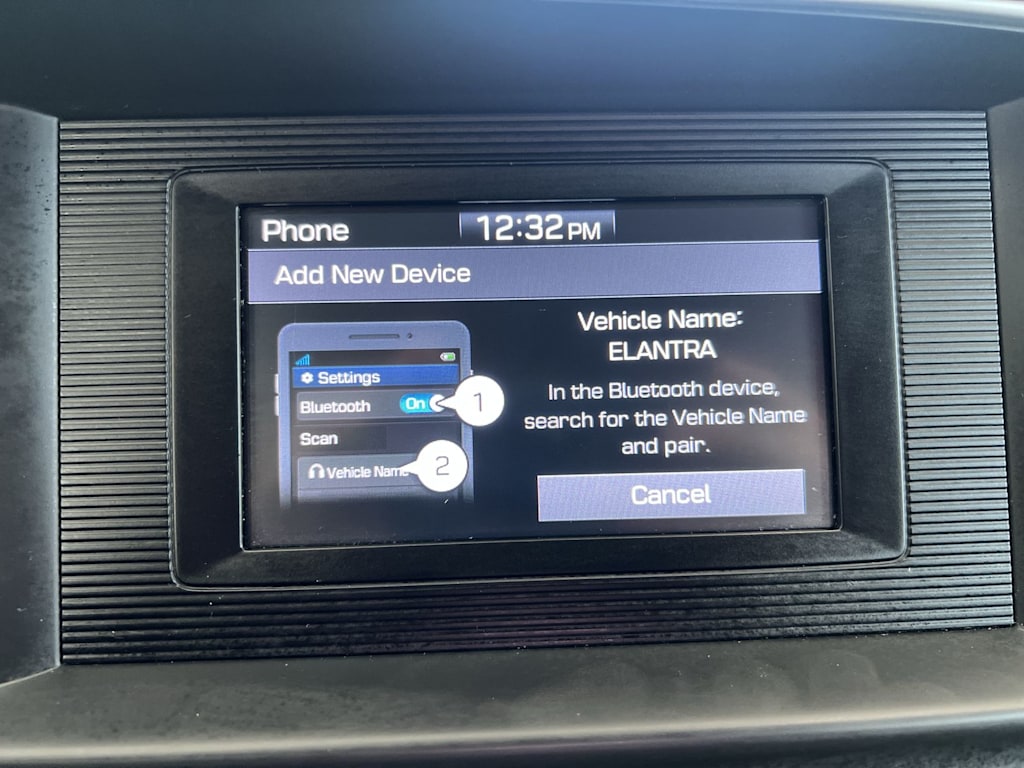 Phone
12:32 PM
Add New Device
Settings
Bluetooth On
1
Scan
Vehicle Name
2
Vehicle Name:
ELANTRA
In the Bluetooth device,
search for the Vehicle Name
and pair.
Cancel